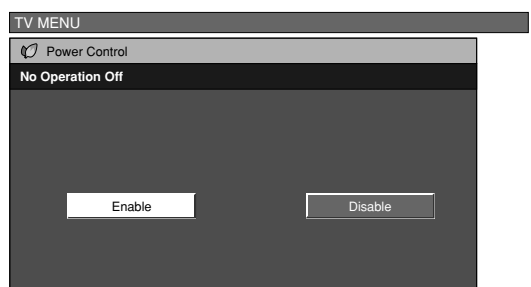 TV MENU
Power Control
No Operation Off
Enable Disable